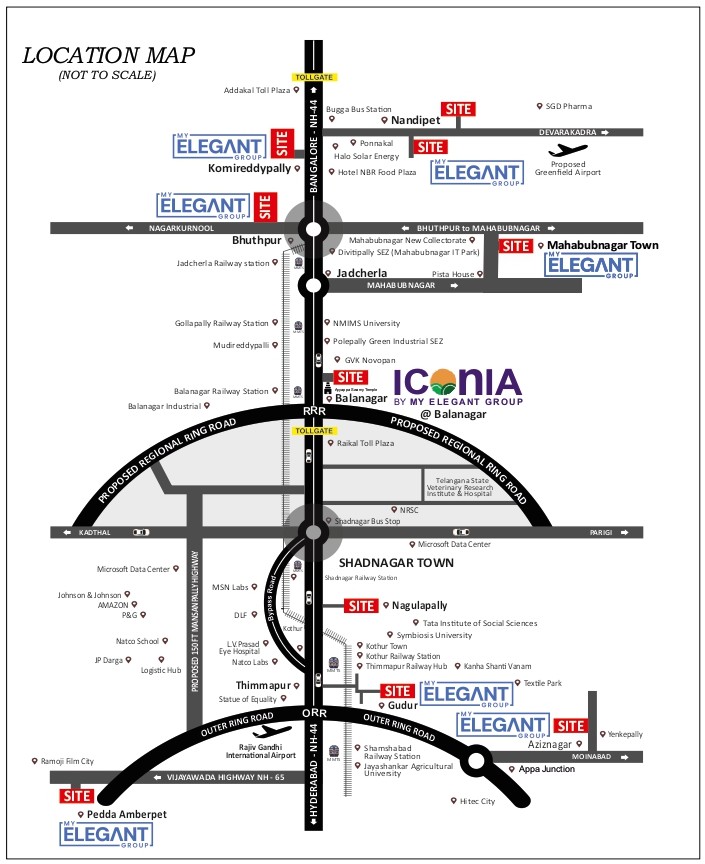 LOCATION MAP
(NOT TO SCALE)
TOLLGATE
Addakal Toll Plaza
BANGALORE - NH-44
Bugga Bus Station
Nandipet
SITE
SGD Pharma
DEVARAKADRA
MY
ELEGANT
GROUP
SITE
Komireddypally
Ponnakal
Halo Solar Energy
SITE
Hotel NBR Food Plaza
MY
ELEGANT
GROUP
Proposed
Greenfield Airport
MY
ELEGANT
GROUP
SITE
NAGARKURNOOL
BHUTHPUR to MAHABUBNAGAR
Bhuthpur
Mahabubnagar New Collectorate
Divitipally SEZ (Mahabubnagar IT Park)
SITE
Mahabubnagar Town
MY
ELEGANT
GROUP
Jadcherla Railway station
MMTS
Jadcherla
Pista House
MAHABUBNAGAR
Gollapally Railway Station
MMTS
NMIMS University
Mudireddypalli
Polepally Green Industrial SEZ
GVK Novopan
SITE
Ayyappa Swamy Temple
ICONIA
BY MY ELEGANT GROUP
@ Balanagar
Balanagar Railway Station
MMTS
Balanagar
Balanagar Industrial
RRR
PROPOSED REGIONAL RING ROAD
PROPOSED REGIONAL RING ROAD
TOLLGATE
Raikal Toll Plaza
Telangana State
Veterinary Research
Institute & Hospital
NRSC
Shadnagar Bus Stop
KADTHAL
PARIGI
Microsoft Data Center
SHADNAGAR TOWN
Microsoft Data Center
MMTS
Shadnagar Railway Station
PROPOSED 150 FT MANSANPALLY HIGHWAY
MSN Labs
Bypass Road
Johnson & Johnson
AMAZON
P&G
SITE
Nagulapally
DLF
Kothur
Tata Institute of Social Sciences
Symbiosis University
Natco School
L.V.Prasad
Eye Hospital
Kothur Town
Kothur Railway Station
JP Darga
Logistic Hub
Natco Labs
MMTS
Thimmapur Railway Hub
Kanha Shanti Vanam
Thimmapur
Statue of Equality
SITE
Gudur
MY
ELEGANT
GROUP
Textile Park
ORR
OUTER RING ROAD
OUTER RING ROAD
MY
ELEGANT
GROUP
SITE
Aziznagar
Yenkepally
Rajiv Gandhi
International Airport
HYDERABAD - NH-44
MMTS
Shamshabad
Railway Station
Jayashankar Agricultural
University
MOINABAD
Appa Junction
Ramoji Film City
VIJAYAWADA HIGHWAY NH - 65
SITE
Pedda Amberpet
MY
ELEGANT
GROUP
Hitec City